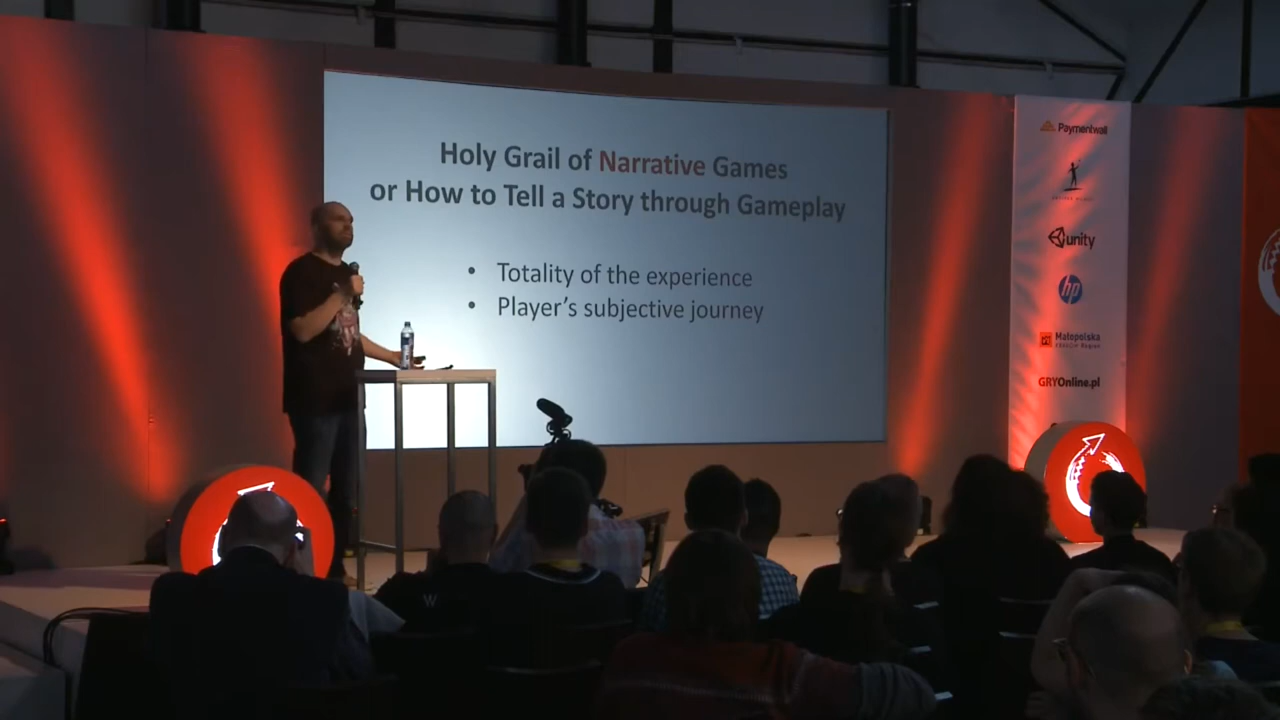 Holy Grail of Narrative Games
or How to Tell a Story through Gameplay
• Totality of the experience
• Player's subjective journey
Paymentwall
unity
hp
Małopolska
GRYOnline.pl
W